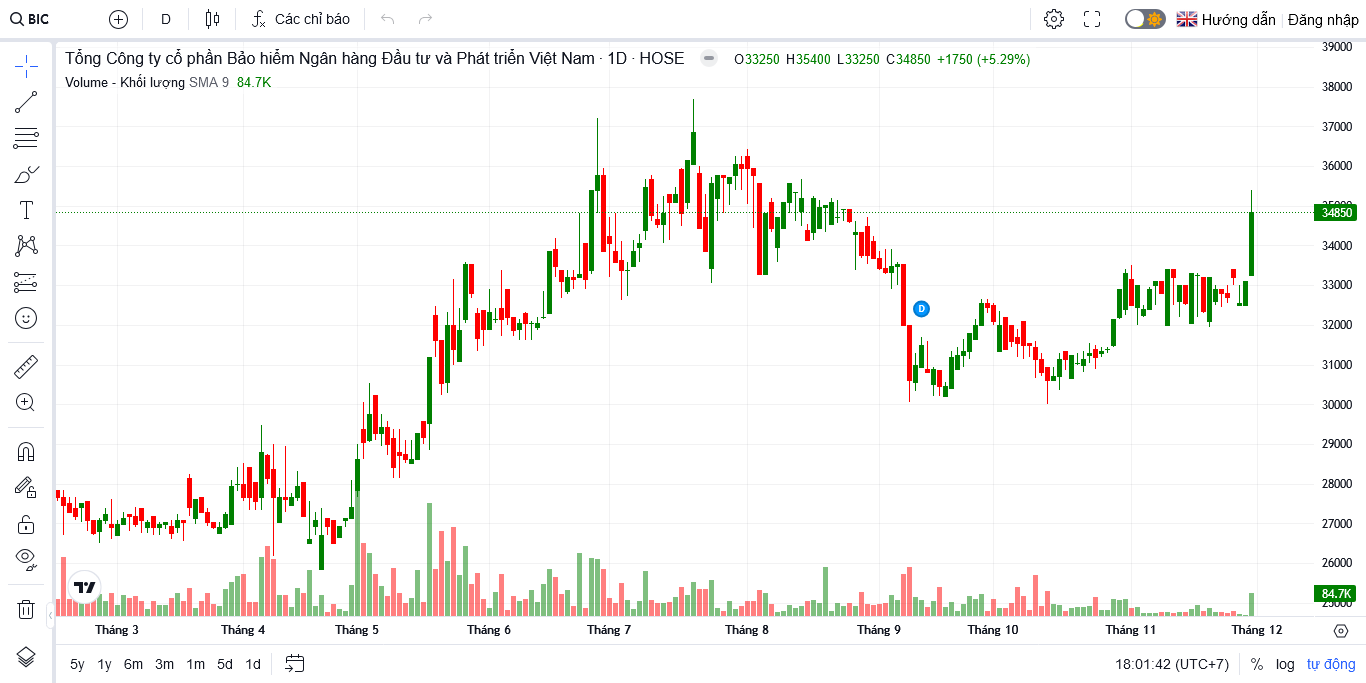 BIC D Các chỉ báo Hướng dẫn Đăng nhập
Tổng Công ty cổ phần Bảo hiểm Ngân hàng Đầu tư và Phát triển Việt Nam · 1D · HOSE O33250 H35400 L33250 C34850 +1750 (+5.29%)
Volume - Khối lượng SMA 9 84.7K
39000
38000
37000
36000
35000
34850
34000
33000
32000
31000
30000
29000
28000
27000
26000
84.7K
25000
D
Tháng 3 Tháng 4 Tháng 5 Tháng 6 Tháng 7 Tháng 8 Tháng 9 Tháng 10 Tháng 11 Tháng 12
5y 1y 6m 3m 1m 5d 1d 18:01:42 (UTC+7) % log tự động